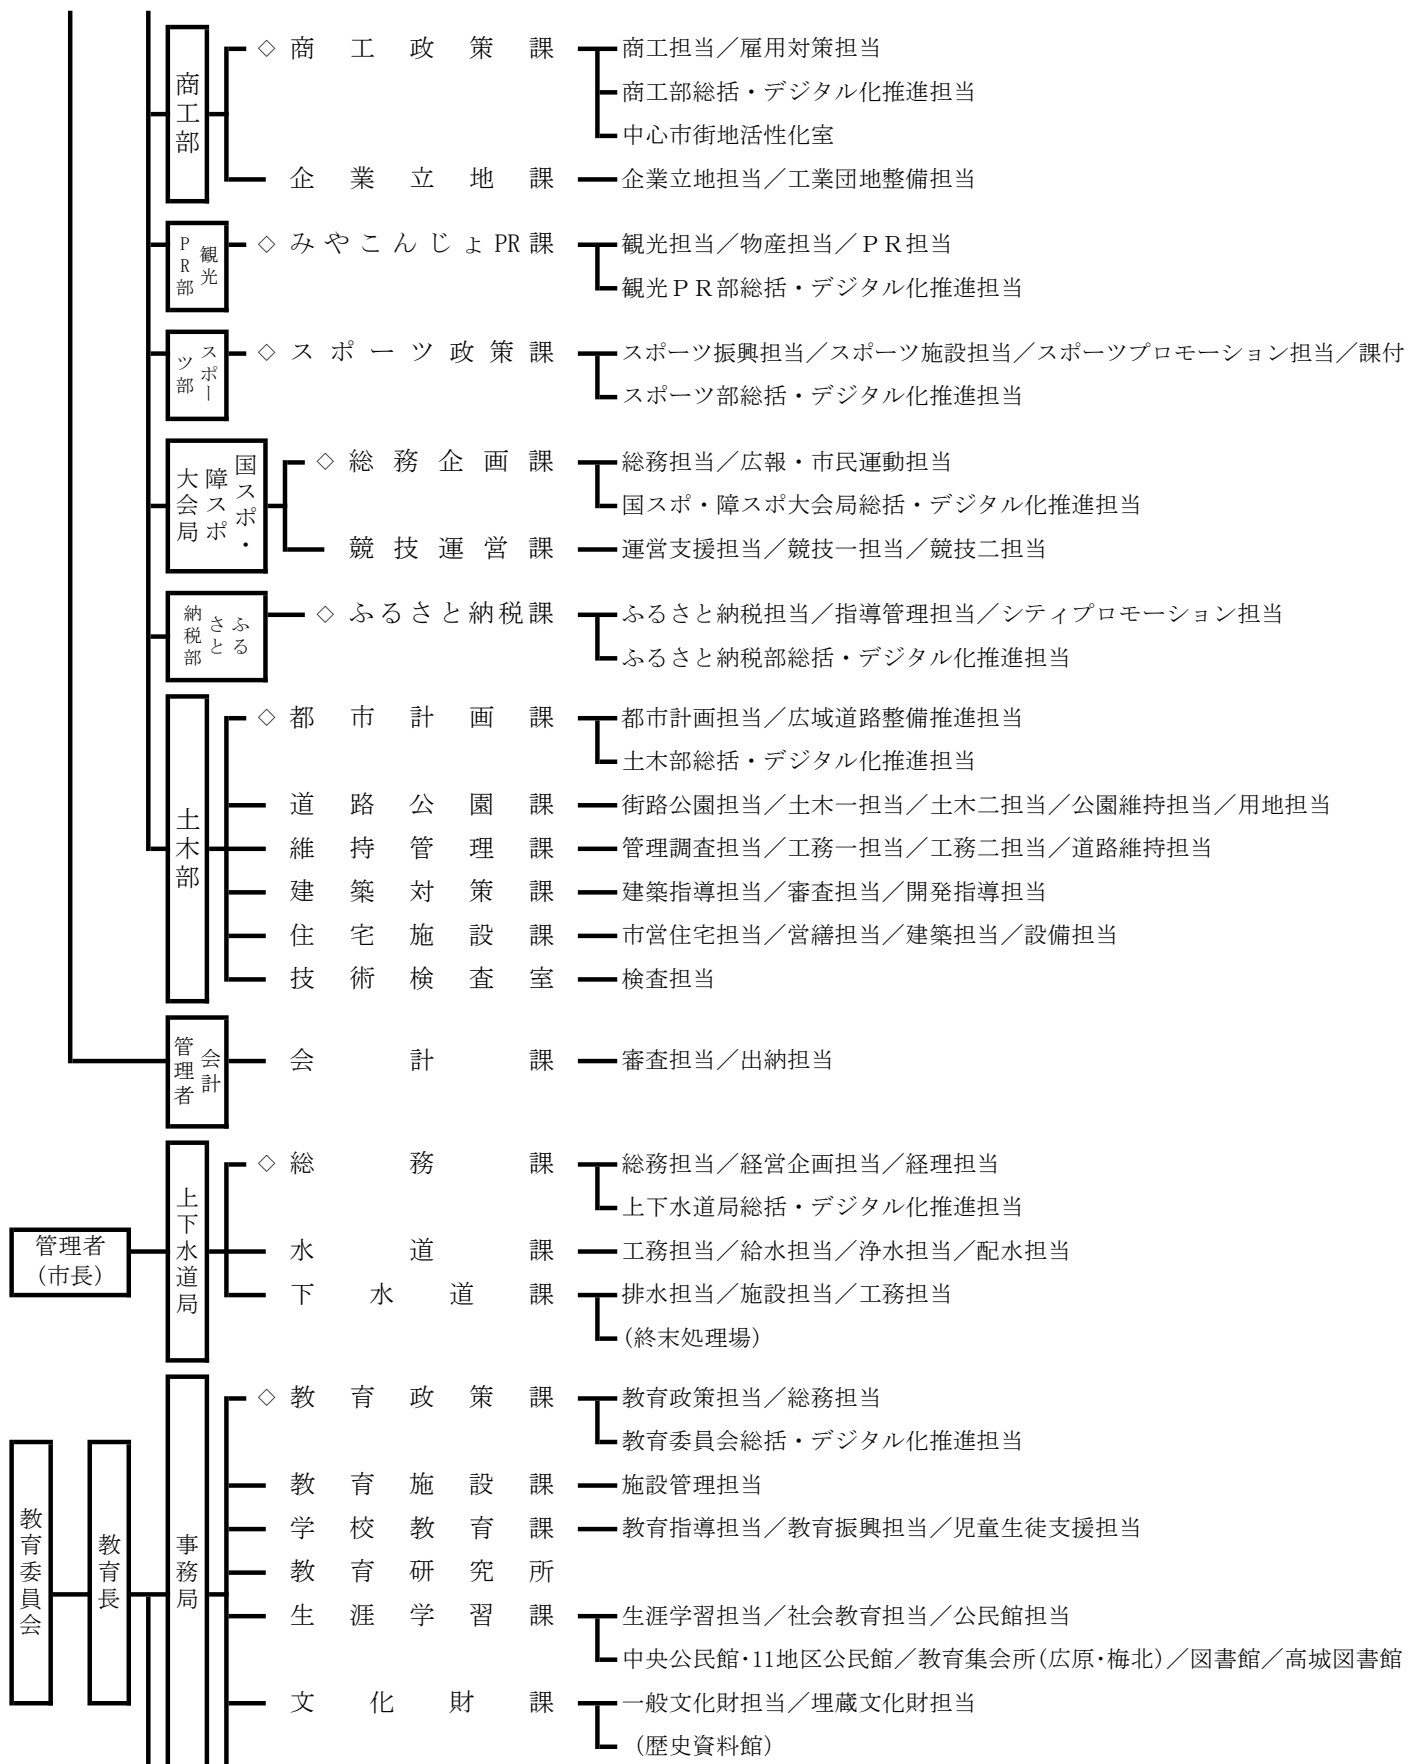 商工部
◇ 商工政策課 商工担当／雇用対策担当
商工部総括・デジタル化推進担当
中心市街地活性化室
企業立地課 企業立地担当／工業団地整備担当
観光PR部
◇ みやこんじょPR課 観光担当／物産担当／ＰＲ担当
観光ＰＲ部総括・デジタル化推進担当
スポーツ部
◇ スポーツ政策課 スポーツ振興担当／スポーツ施設担当／スポーツプロモーション担当／課付
スポーツ部総括・デジタル化推進担当
国スポ・障スポ大会局
◇ 総務企画課 総務担当／広報・市民運動担当
国スポ・障スポ大会局総括・デジタル化推進担当
競技運営課 運営支援担当／競技一担当／競技二担当
ふるさと納税部
◇ ふるさと納税課 ふるさと納税担当／指導管理担当／シティプロモーション担当
ふるさと納税部総括・デジタル化推進担当
土木部
◇ 都市計画課 都市計画担当／広域道路整備推進担当
土木部総括・デジタル化推進担当
道路公園課 街路公園担当／土木一担当／土木二担当／公園維持担当／用地担当
維持管理課 管理調査担当／工務一担当／工務二担当／道路維持担当
建築対策課 建築指導担当／審査担当／開発指導担当
住宅施設課 市営住宅担当／営繕担当／建築担当／設備担当
技術検査室 検査担当
会計管理者
会計課 審査担当／出納担当
管理者
(市長)
上下水道局
◇ 総務課 総務担当／経営企画担当／経理担当
上下水道局総括・デジタル化推進担当
水道課 工務担当／給水担当／浄水担当／配水担当
下水道課 排水担当／施設担当／工務担当
(終末処理場)
教育委員会
教育長
事務局
◇ 教育政策課 教育政策担当／総務担当
教育委員会総括・デジタル化推進担当
教育施設課 施設管理担当
学校教育課 教育指導担当／教育振興担当／児童生徒支援担当
教育研究所
生涯学習課 生涯学習担当／社会教育担当／公民館担当
中央公民館・11地区公民館／教育集会所(広原・梅北)／図書館／高城図書館
文化財課 一般文化財担当／埋蔵文化財担当
(歴史資料館)